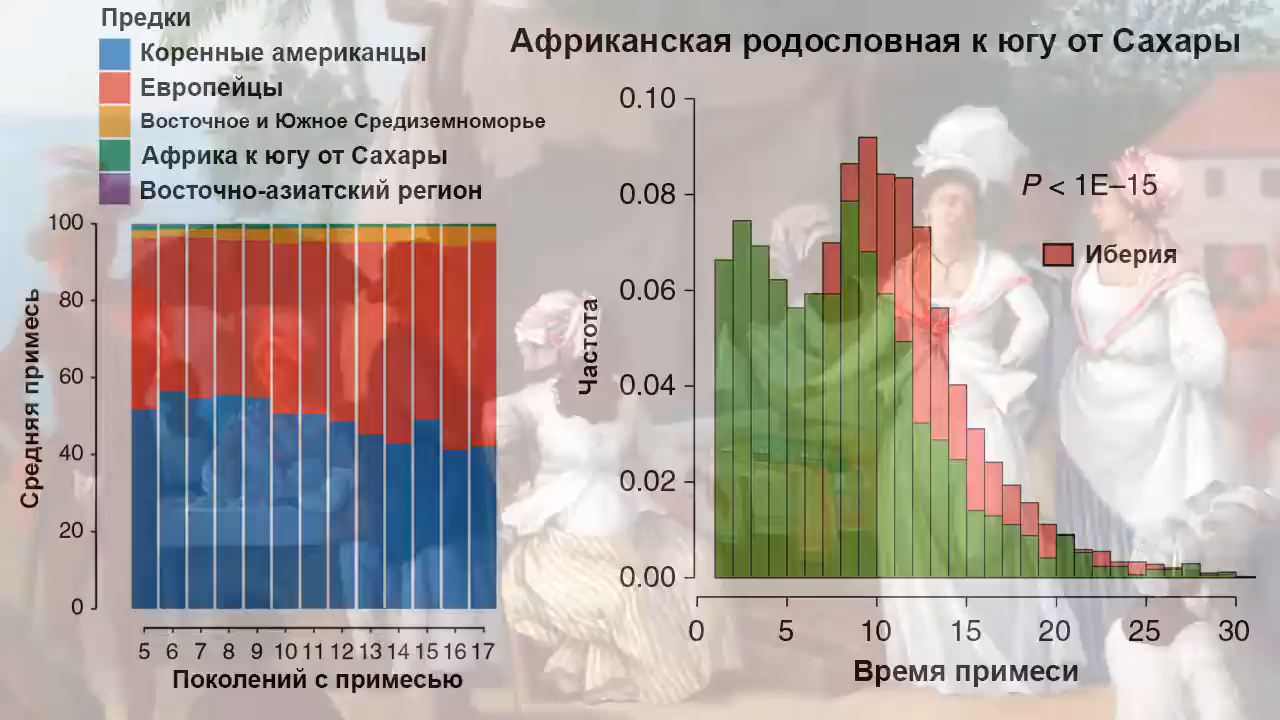 Предки
Коренные американцы
Европейцы
Восточное и Южное Средиземноморье
Африка к югу от Сахары
Восточно-азиатский регион
100
80
60
40
20
0
Средняя примесь
5 6 7 8 9 10 11 12 13 14 15 16 17
Поколений с примесью
Африканская родословная к югу от Сахары
0.10
0.08
0.06
0.04
0.02
0.00
Частота
P < 1E–15
Иберия
0 5 10 15 20 25 30
Время примеси